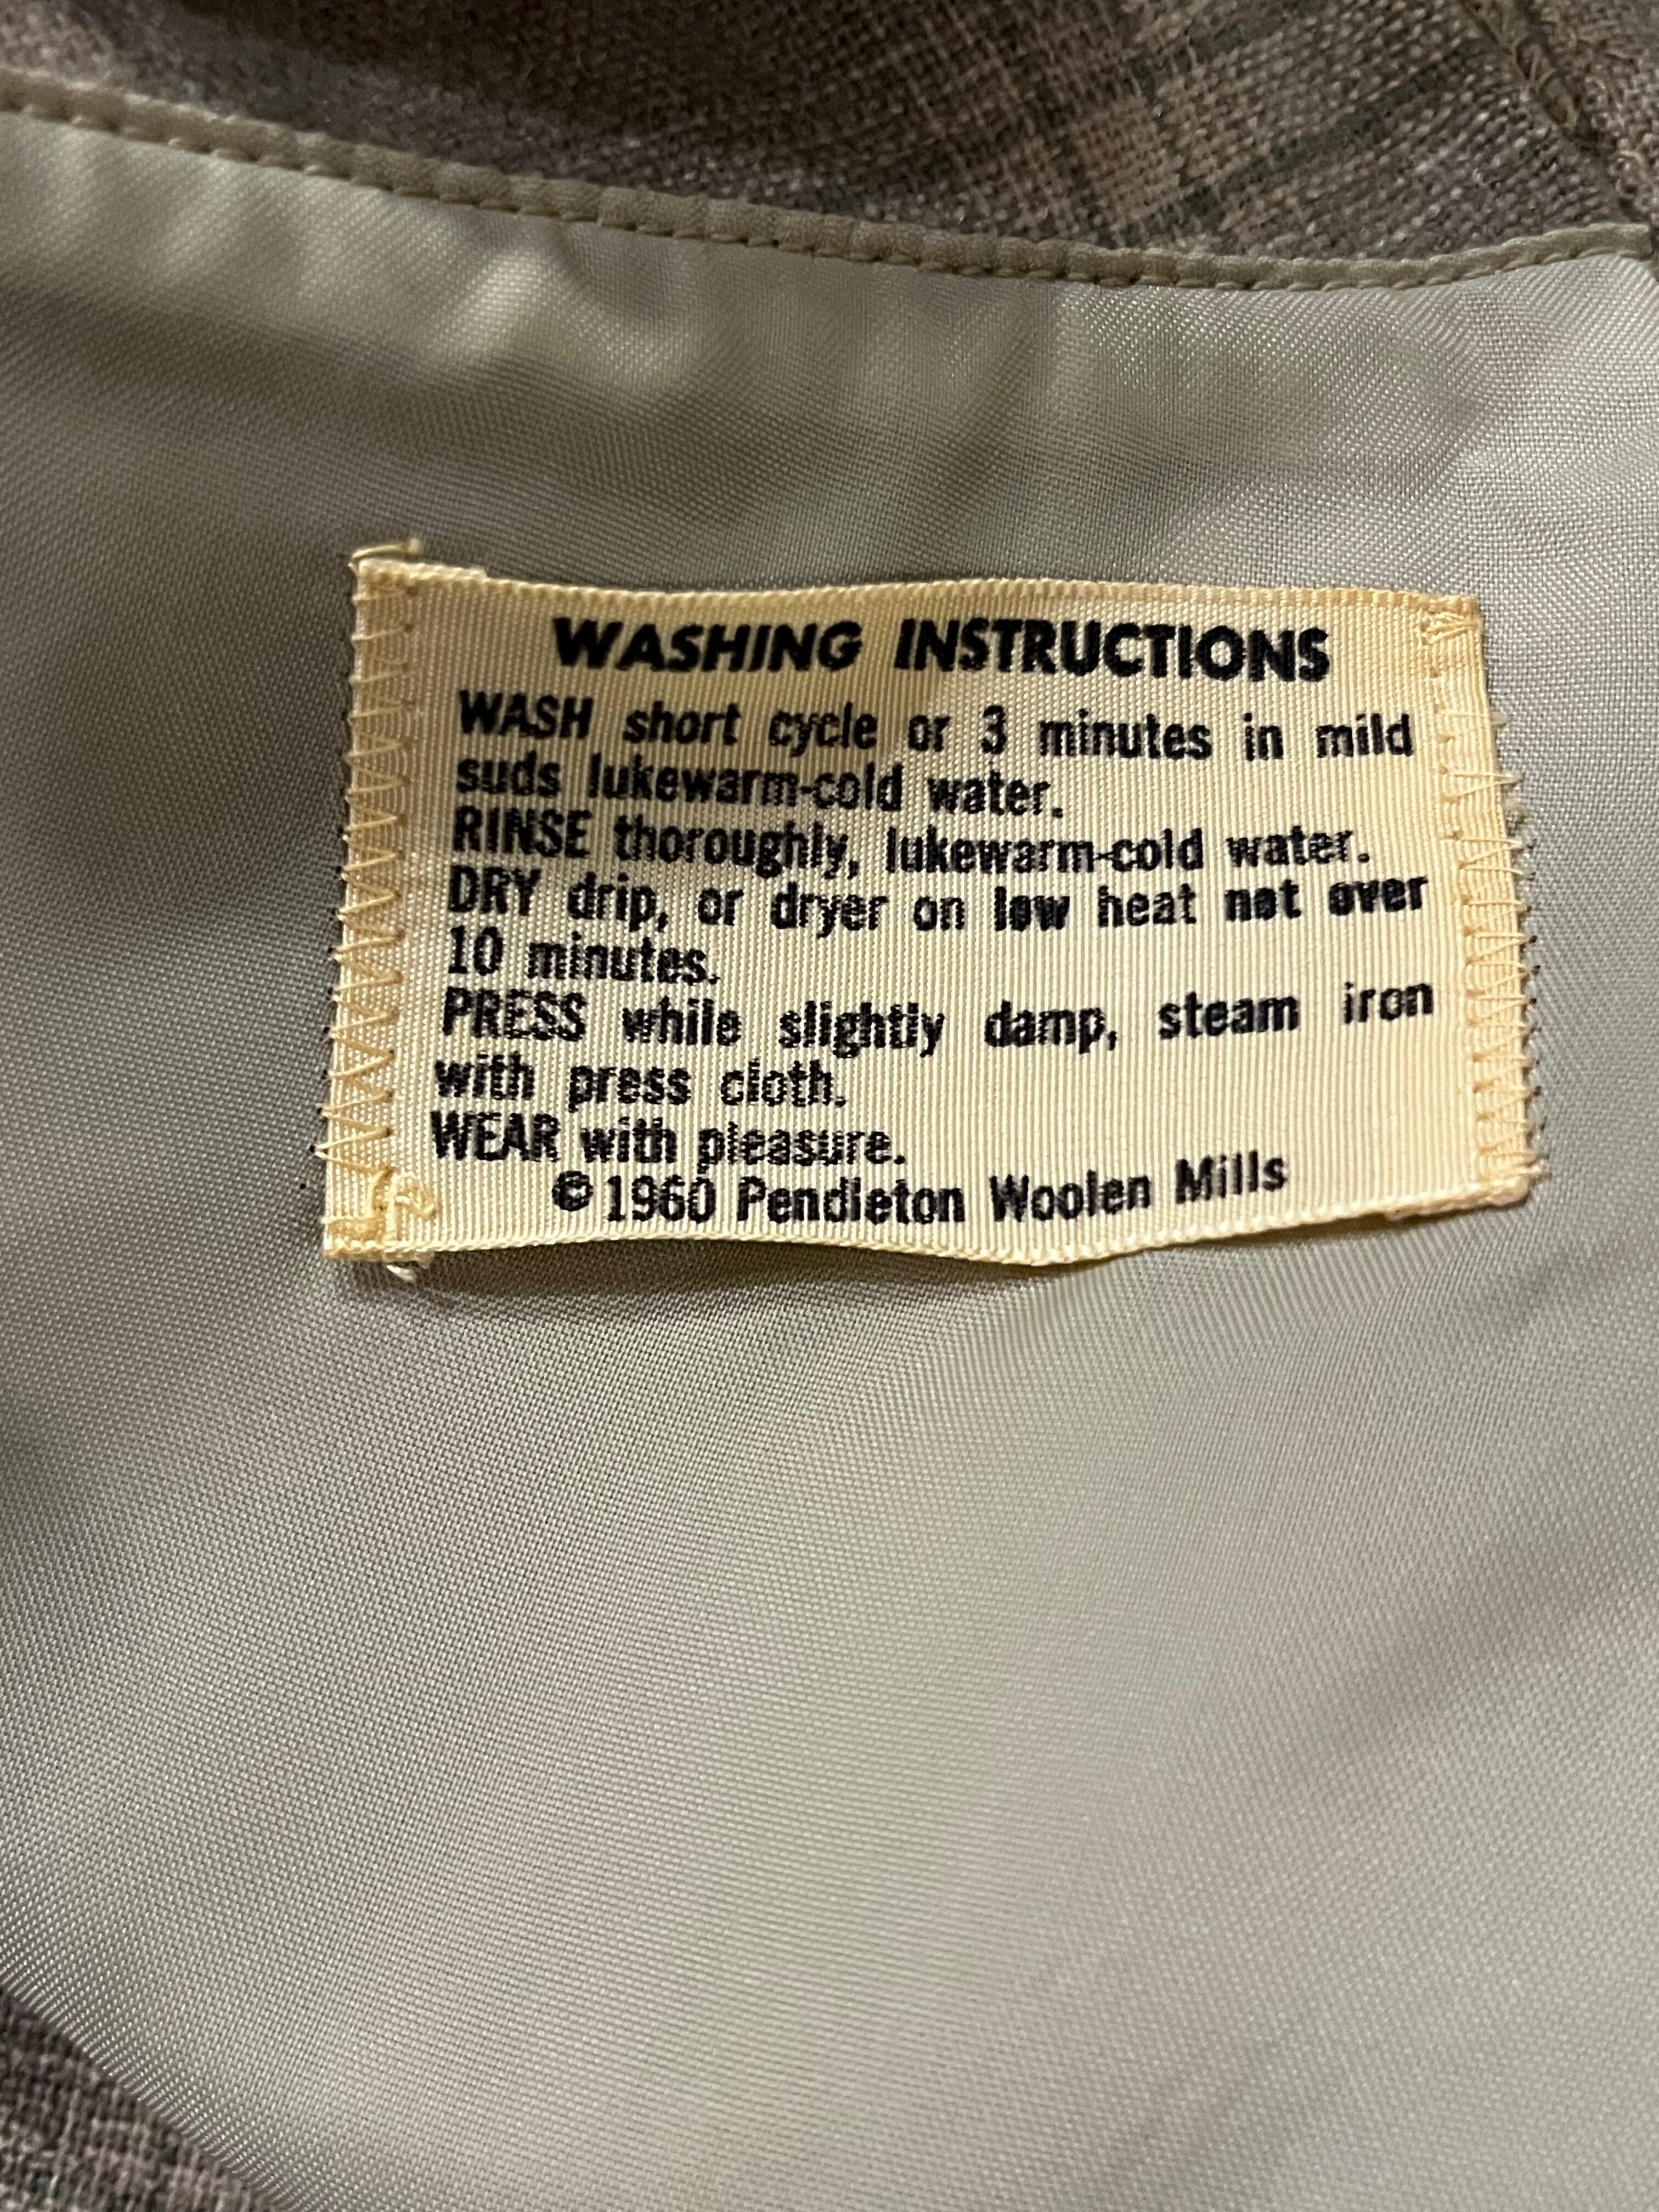 WASHING INSTRUCTIONS
WASH short cycle or 3 minutes in mild
suds lukewarm-cold water.
RINSE thoroughly, lukewarm-cold water.
DRY drip, or dryer on low heat not over
10 minutes.
PRESS while slightly damp, steam iron
with press cloth.
WEAR with pleasure.
©1960 Pendleton Woolen Mills